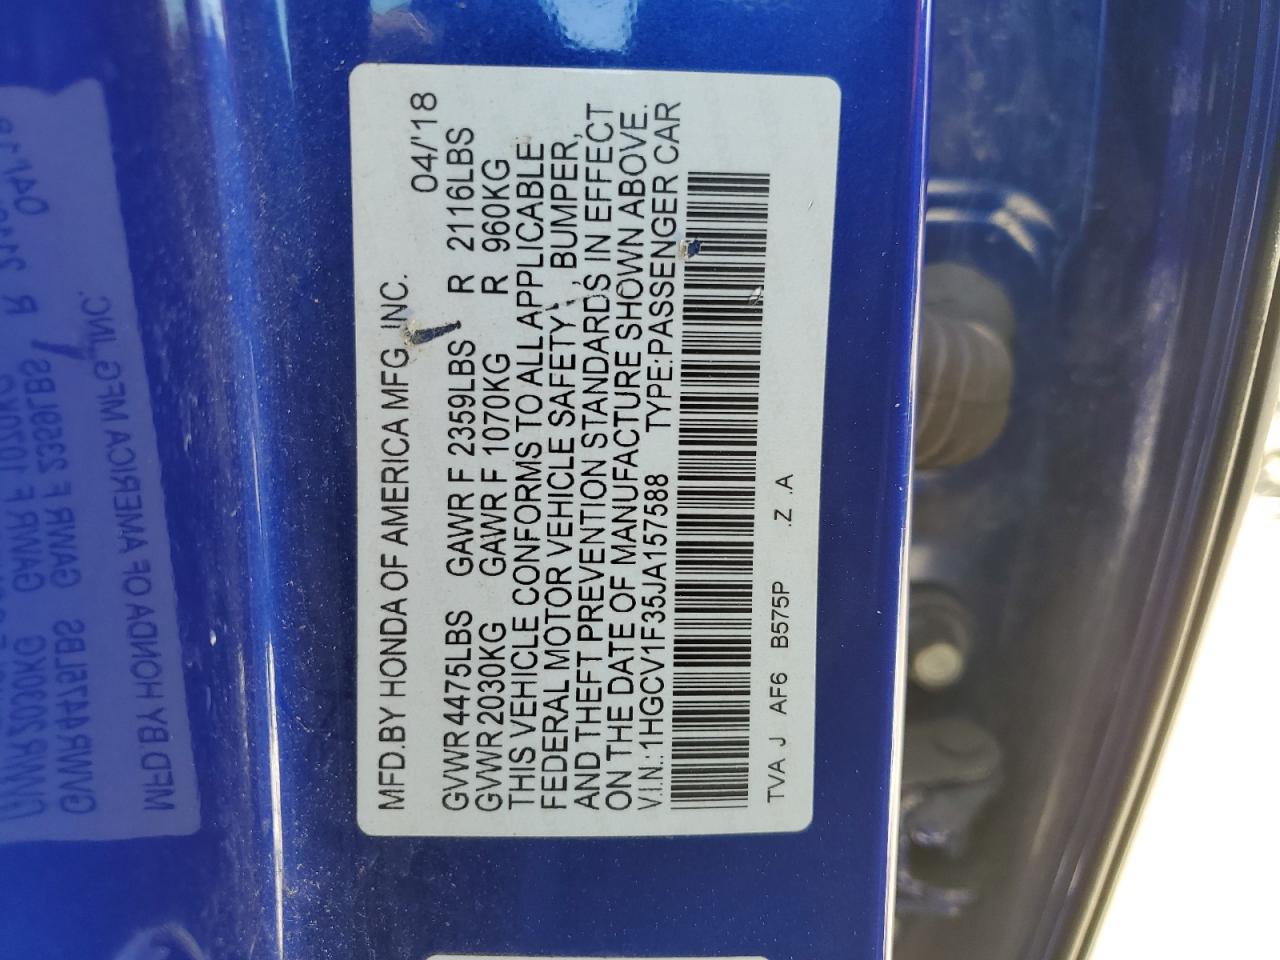 MFD.BY HONDA OF AMERICA MFG.,INC. 04/'18
GVWR 4475LBS GAWR F 2359LBS R 2116LBS
GVWR 2030KG GAWR F 1070KG R 960KG
THIS VEHICLE CONFORMS TO ALL APPLICABLE
FEDERAL MOTOR VEHICLE SAFETY, BUMPER,
AND THEFT PREVENTION STANDARDS IN EFFECT
ON THE DATE OF MANUFACTURE SHOWN ABOVE.
V.I.N.:1HGCV1F35JA157588 TYPE:PASSENGER CAR
TVA J AF6 B575P .Z .A